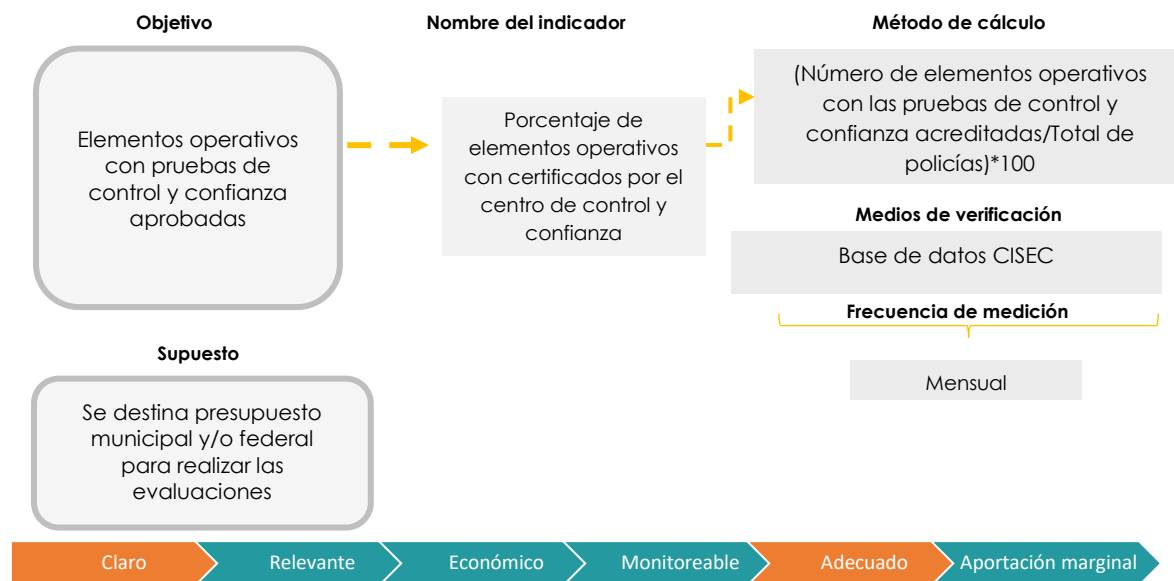 Objetivo
Elementos operativos
con pruebas de
control y confianza
aprobadas
Nombre del indicador
Porcentaje de
elementos operativos
con certificados por el
centro de control y
confianza
Método de cálculo
(Número de elementos operativos
con las pruebas de control y
confianza acreditadas/Total de
policías)*100
Medios de verificación
Base de datos CISEC
Frecuencia de medición
Mensual
Supuesto
Se destina presupuesto
municipal y/o federal
para realizar las
evaluaciones
Claro
Relevante
Económico
Monitoreable
Adecuado
Aportación marginal